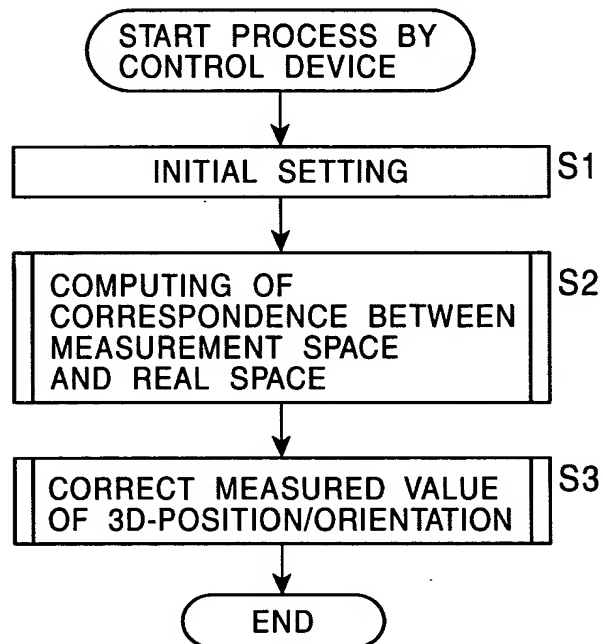 START PROCESS BY
CONTROL DEVICE
INITIAL SETTING
S1
COMPUTING OF
CORRESPONDENCE BETWEEN
MEASUREMENT SPACE
AND REAL SPACE
S2
CORRECT MEASURED VALUE
OF 3D-POSITION/ORIENTATION
S3
END